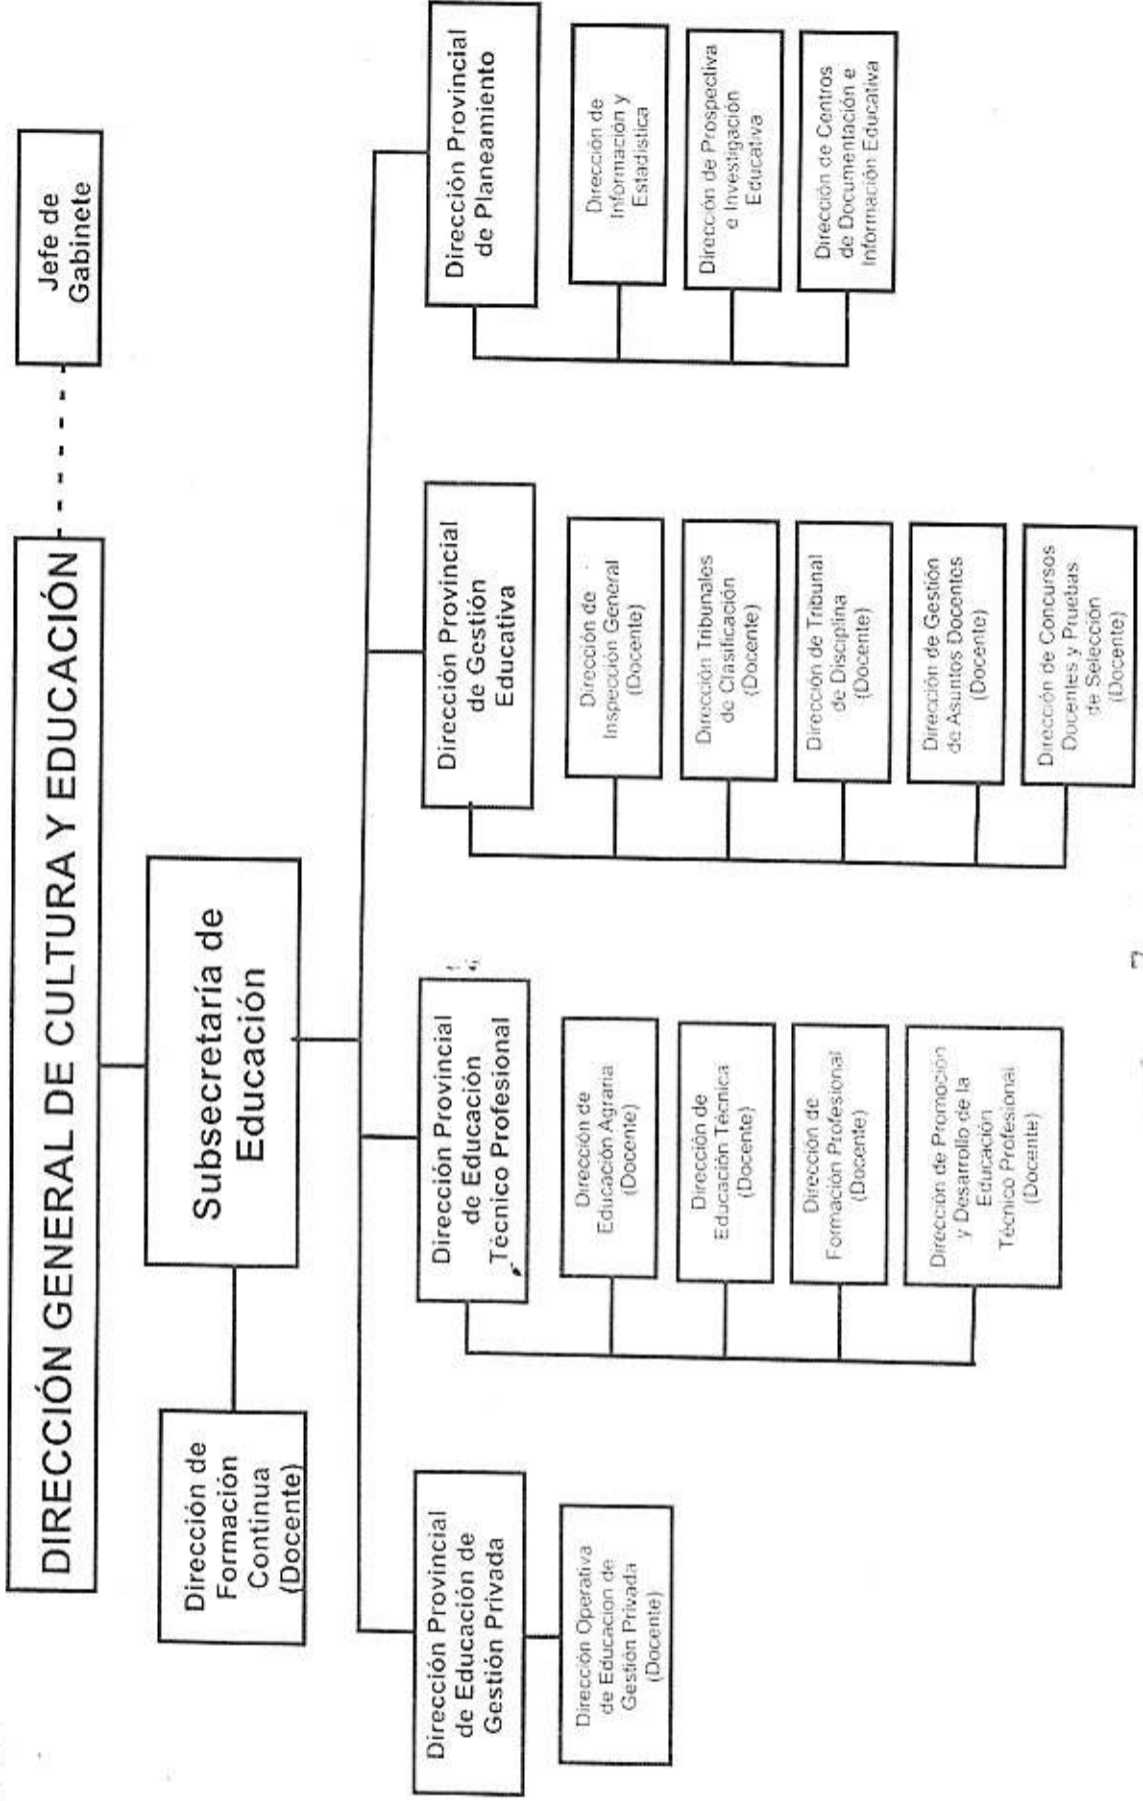 DIRECCIÓN GENERAL DE CULTURA Y EDUCACIÓN
Jefe de
Gabinete
Subsecretaría de
Educación
Dirección de
Formación
Continua
(Docente)
Dirección Provincial
de Educación de
Gestión Privada
Dirección Operativa
de Educacion de
Gestión Privada
(Docente)
Dirección Provincial
de Educación
Técnico Profesional
Dirección de
Educación Agraria
(Docente)
Dirección de
Educación Técnica
(Docente)
Dirección de
Formación Profesional
(Docente)
Dirección de Promoción
y Desarrollo de la
Educación
Técnico Profesional
(Docente)
Dirección Provincial
de Gestión
Educativa
Dirección de
Inspección General
(Docente)
Dirección Tribunales
de Clasificación
(Docente)
Dirección de Tribunal
de Disciplina
(Docente)
Dirección de Gestión
de Asuntos Docentes
(Docente)
Dirección de Concursos
Docentes y Pruebas
de Selección
(Docente)
Dirección Provincial
de Planeamiento
Dirección de
Información y
Estadística
Dirección de Prospectiva
e Investigación
Educativa
Dirección de Centros
de Documentación e
Información Educativa